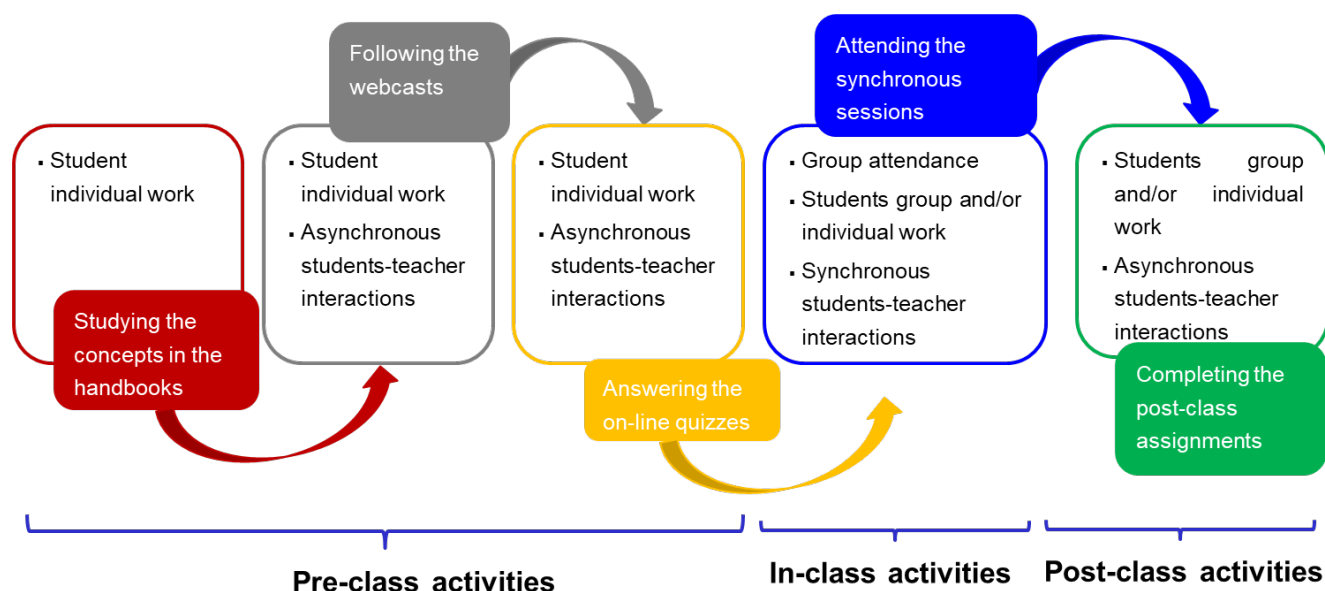 Following the
webcasts
Attending the
synchronous
sessions
▪ Student
individual work
▪ Student
individual work
▪ Asynchronous
students-teacher
interactions
▪ Student
individual work
▪ Asynchronous
students-teacher
interactions
▪ Group attendance
▪ Students group and/or
individual work
▪ Synchronous
students-teacher
interactions
▪ Students group
and/or individual
work
▪ Asynchronous
students-teacher
interactions
Studying the
concepts in the
handbooks
Answering the
on-line quizzes
Completing the
post-class
assignments
Pre-class activities
In-class activities
Post-class activities